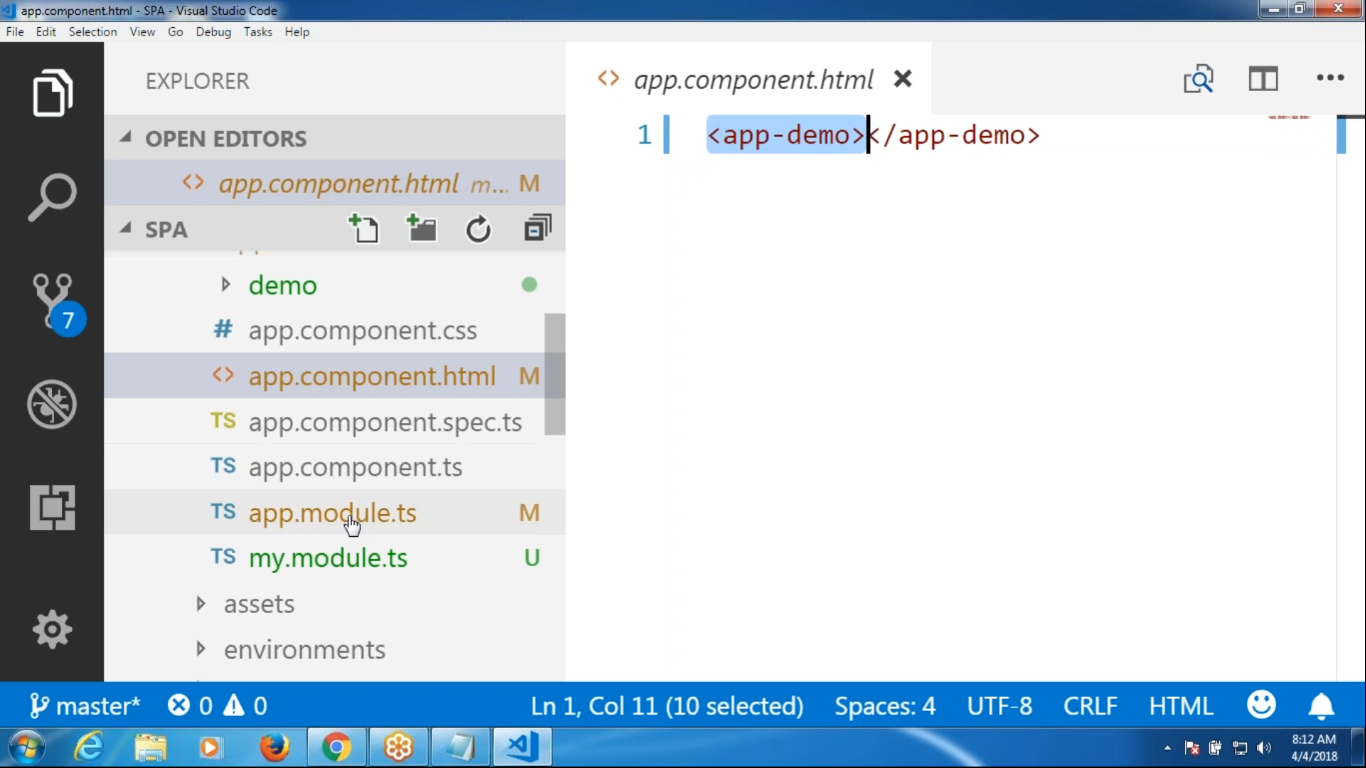 app.component.html - SPA - Visual Studio Code
File Edit Selection View Go Debug Tasks Help
EXPLORER
app.component.html
OPEN EDITORS
1 <app-demo></app-demo>
app.component.html m... M
SPA
demo
# app.component.css
<> app.component.html M
TS app.component.spec.ts
TS app.component.ts
TS app.module.ts M
TS my.module.ts U
7
assets
environments
master* 0 0 Ln 1, Col 11 (10 selected) Spaces: 4 UTF-8 CRLF HTML
8:12 AM
4/4/2018